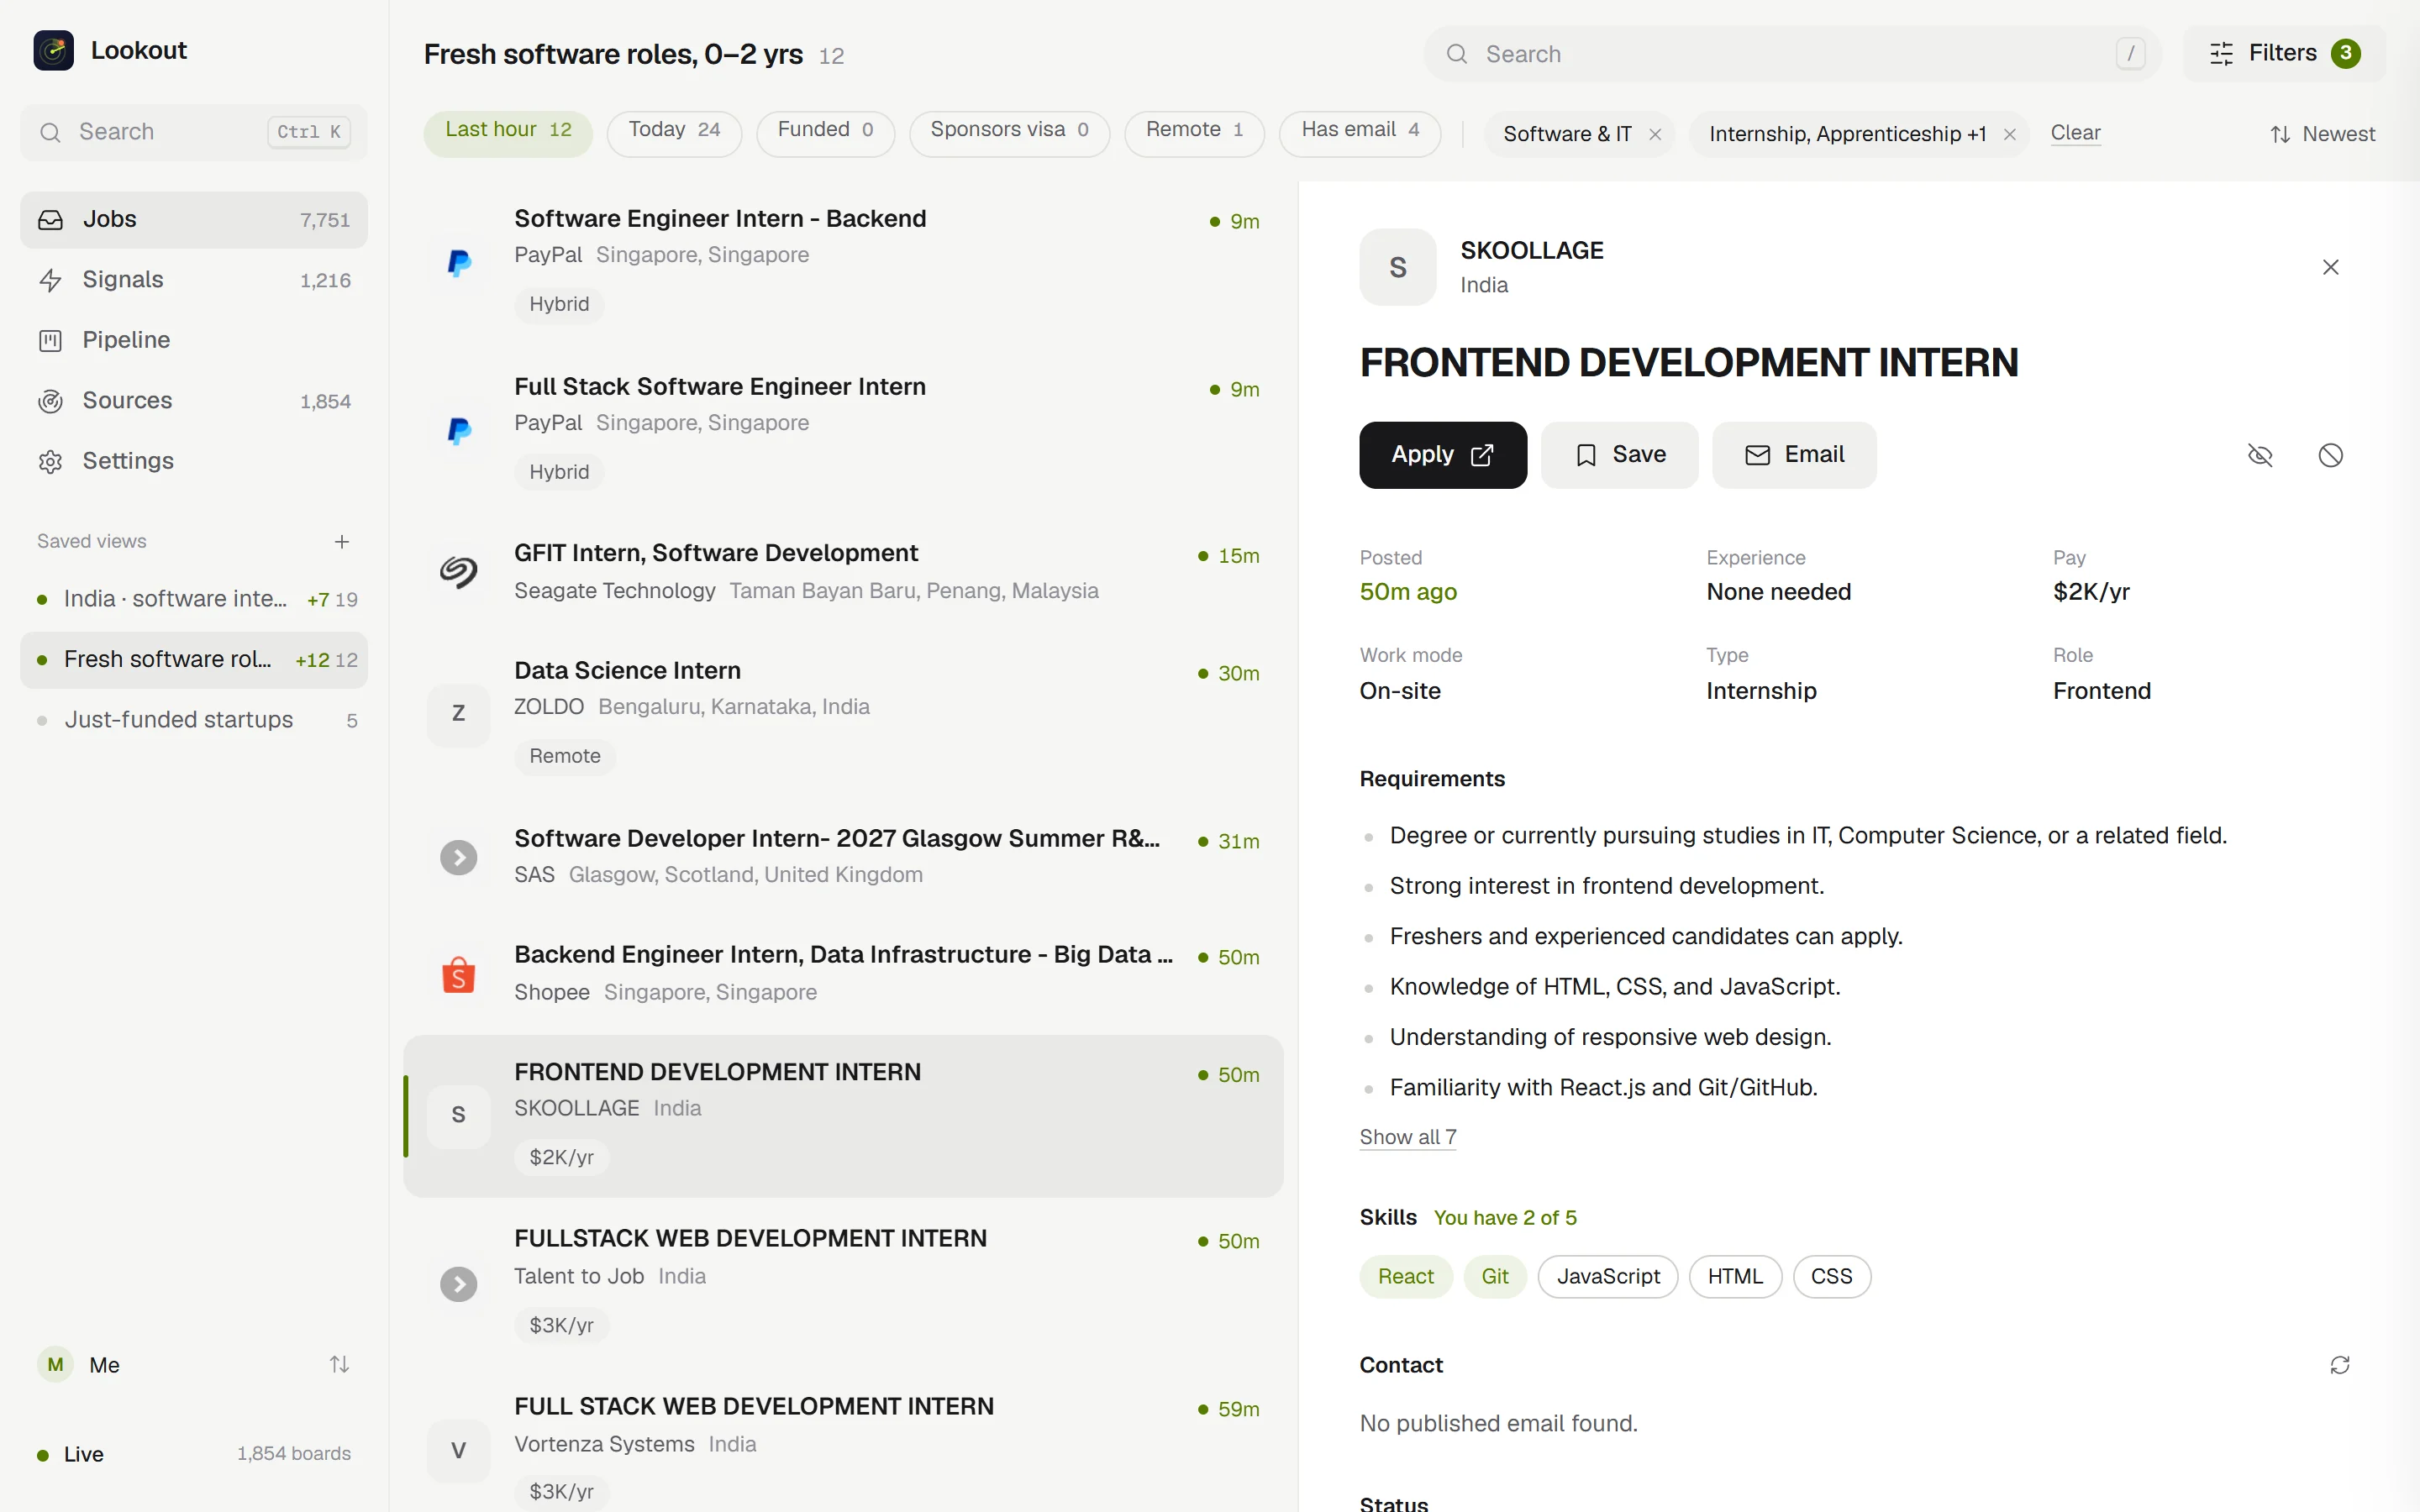 Lookout
Search Ctrl K
Jobs 7,751
Signals 1,216
Pipeline
Sources 1,854
Settings
Saved views
India · software inte... +7 19
Fresh software rol... +12 12
Just-funded startups 5
M Me
Live 1,854 boards
Fresh software roles, 0–2 yrs 12
Search /
Filters 3
Last hour 12
Today 24
Funded 0
Sponsors visa 0
Remote 1
Has email 4
Software & IT
Internship, Apprenticeship +1
Clear
Newest
Software Engineer Intern - Backend 9m
PayPal Singapore, Singapore
Hybrid
Full Stack Software Engineer Intern 9m
PayPal Singapore, Singapore
Hybrid
GFIT Intern, Software Development 15m
Seagate Technology Taman Bayan Baru, Penang, Malaysia
Data Science Intern 30m
Z
ZOLDO Bengaluru, Karnataka, India
Remote
Software Developer Intern- 2027 Glasgow Summer R&... 31m
SAS Glasgow, Scotland, United Kingdom
Backend Engineer Intern, Data Infrastructure - Big Data ... 50m
Shopee Singapore, Singapore
FRONTEND DEVELOPMENT INTERN 50m
S
SKOOLLAGE India
$2K/yr
FULLSTACK WEB DEVELOPMENT INTERN 50m
Talent to Job India
$3K/yr
FULL STACK WEB DEVELOPMENT INTERN 59m
V
Vortenza Systems India
$3K/yr
S
SKOOLLAGE
India
FRONTEND DEVELOPMENT INTERN
Apply
Save
Email
Posted Experience Pay
50m ago None needed $2K/yr
Work mode Type Role
On-site Internship Frontend
Requirements
Degree or currently pursuing studies in IT, Computer Science, or a related field.
Strong interest in frontend development.
Freshers and experienced candidates can apply.
Knowledge of HTML, CSS, and JavaScript.
Understanding of responsive web design.
Familiarity with React.js and Git/GitHub.
Show all 7
Skills You have 2 of 5
React Git JavaScript HTML CSS
Contact
No published email found.
Status